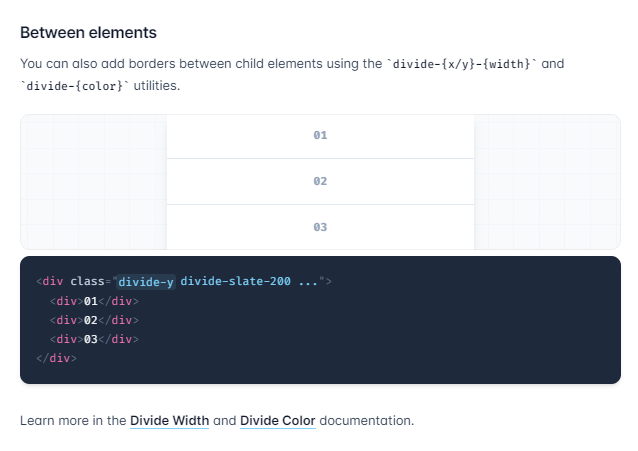 Between elements
You can also add borders between child elements using the `divide-{x/y}-{width}` and
`divide-{color}` utilities.
01
02
03
<div class="divide-y divide-slate-200 ...">
  <div>01</div>
  <div>02</div>
  <div>03</div>
</div>
Learn more in the Divide Width and Divide Color documentation.